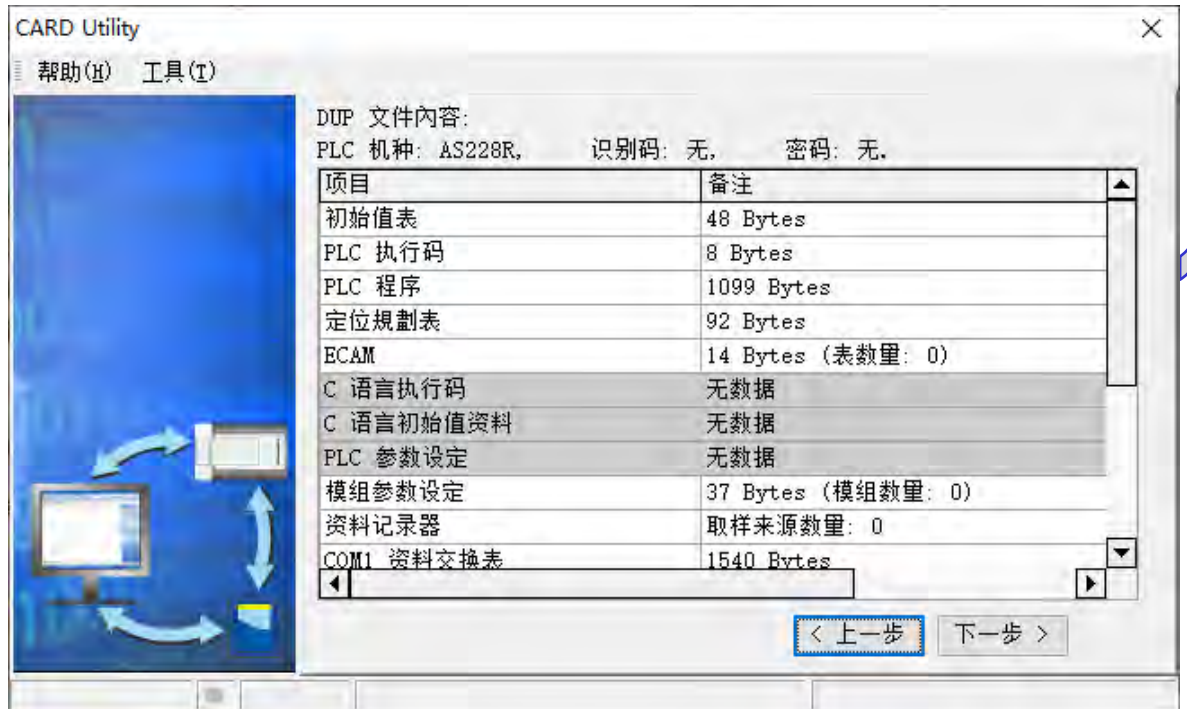 CARD Utility
帮助(H) 工具(T)
DUP 文件内容:
PLC 机种: AS228R, 识别码: 无, 密码: 无.
项目 备注
初始值表 48 Bytes
PLC 执行码 8 Bytes
PLC 程序 1099 Bytes
定位規劃表 92 Bytes
ECAM 14 Bytes (表数量: 0)
C 语言执行码 无数据
C 语言初始值资料 无数据
PLC 参数设定 无数据
模组参数设定 37 Bytes (模组数量: 0)
资料记录器 取样来源数量: 0
COM1 资料交换表 1540 Bytes
< 上一步 下一步 >